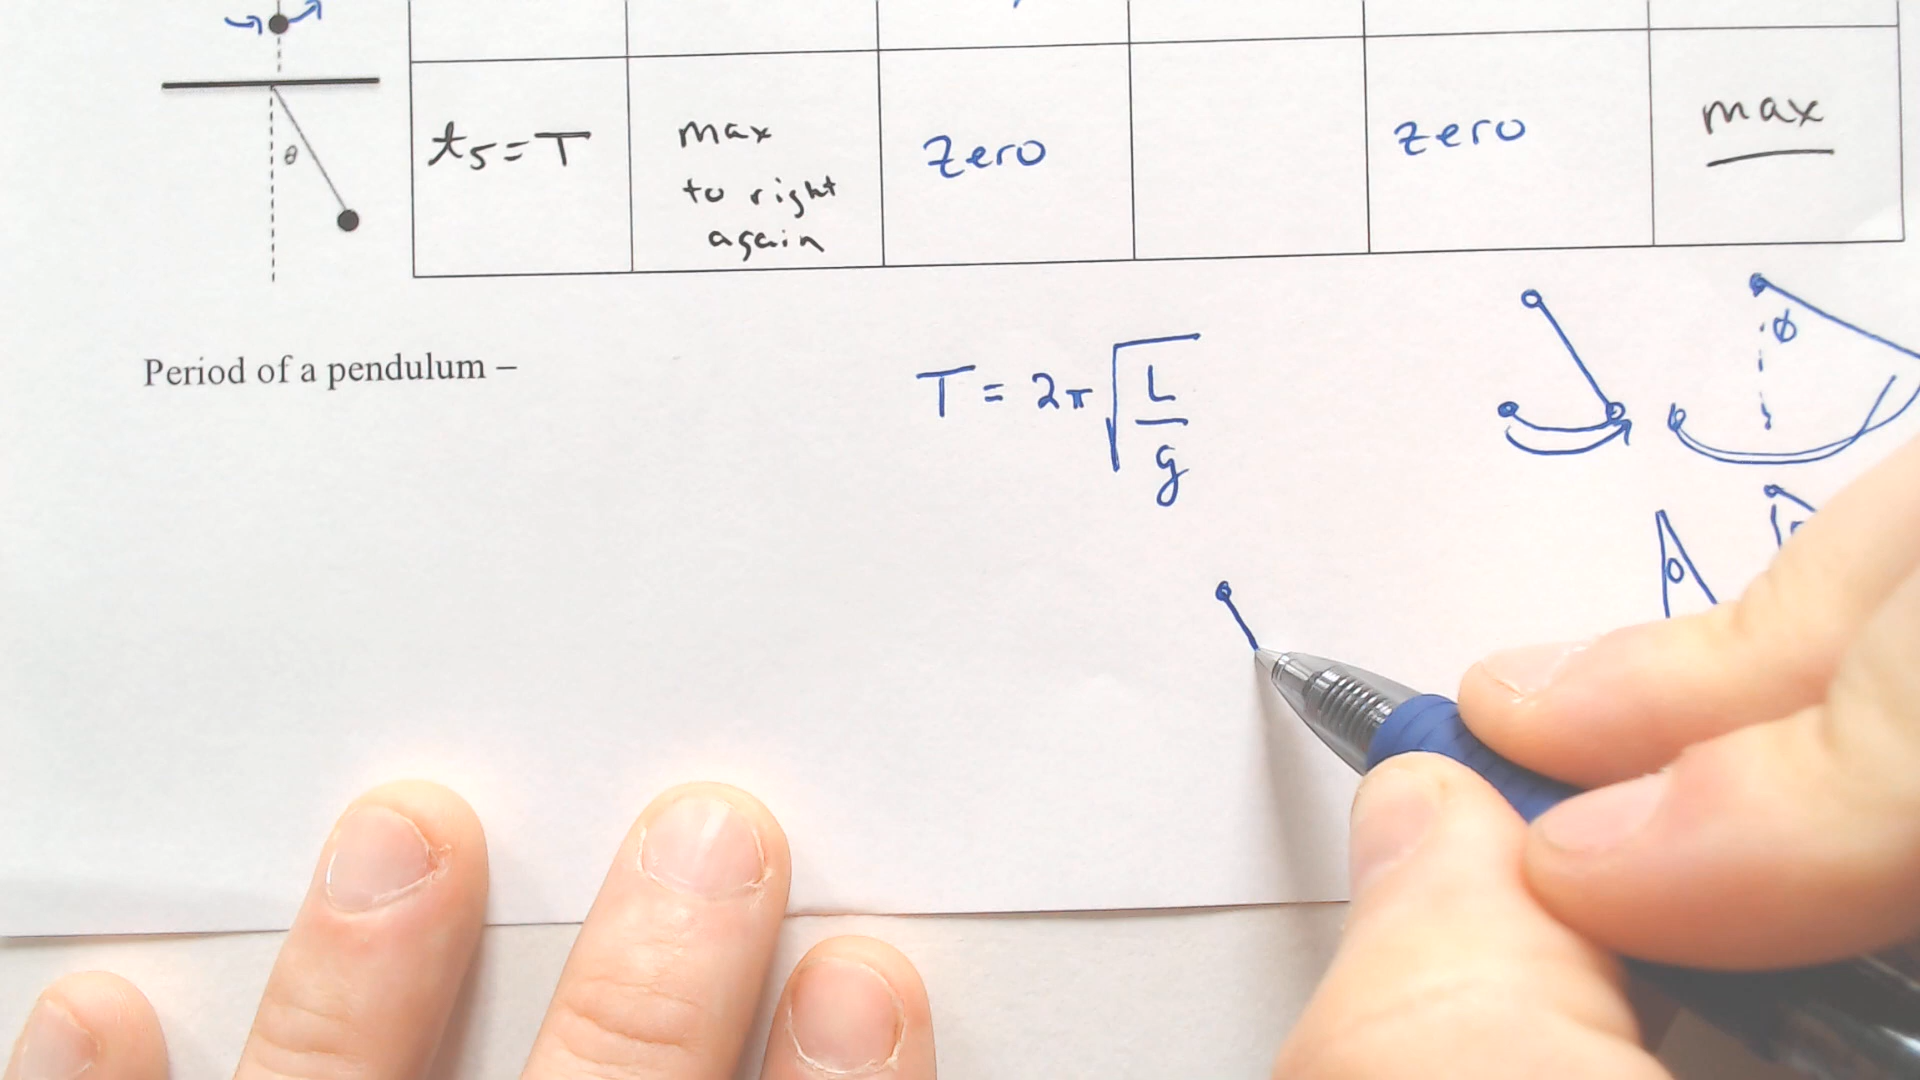 θ
t₅ = T
max
to right
again
zero
zero
max
Period of a pendulum –
T = 2π √(L/g)
ϕ
θ